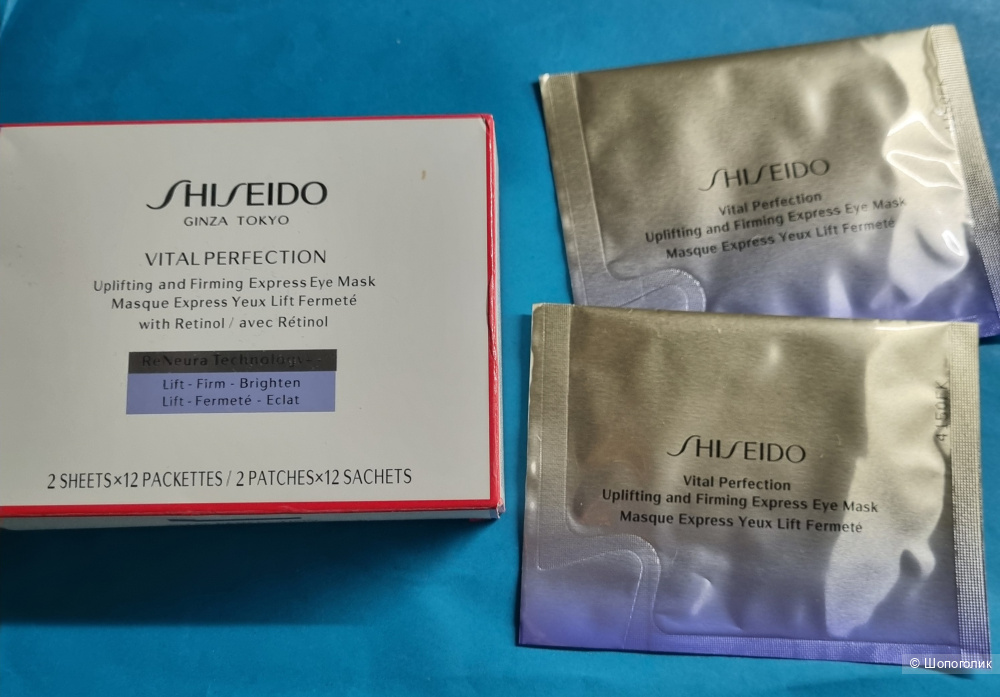 SHISEIDO
GINZA TOKYO
VITAL PERFECTION
Uplifting and Firming Express Eye Mask
Masque Express Yeux Lift Fermeté
with Retinol / avec Rétinol
ReNeura Technology++
Lift - Firm - Brighten
Lift - Fermeté - Eclat
2 SHEETS×12 PACKETTES / 2 PATCHES×12 SACHETS
SHISEIDO
Vital Perfection
Uplifting and Firming Express Eye Mask
Masque Express Yeux Lift Fermeté
SHISEIDO
Vital Perfection
Uplifting and Firming Express Eye Mask
Masque Express Yeux Lift Fermeté
© Шопоголик